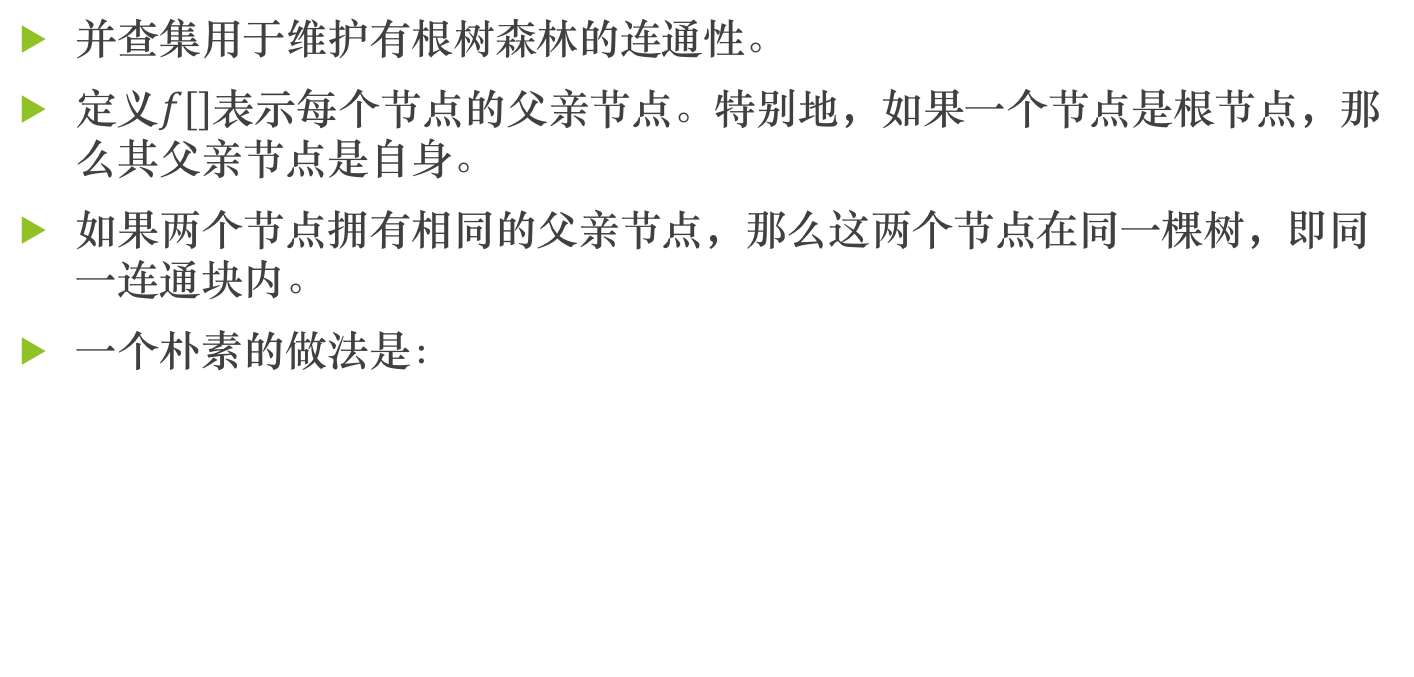 并查集用于维护有根树森林的连通性。
定义f[]表示每个节点的父亲节点。特别地，如果一个节点是根节点，那
么其父亲节点是自身。
如果两个节点拥有相同的父亲节点，那么这两个节点在同一棵树，即同
一连通块内。
一个朴素的做法是：